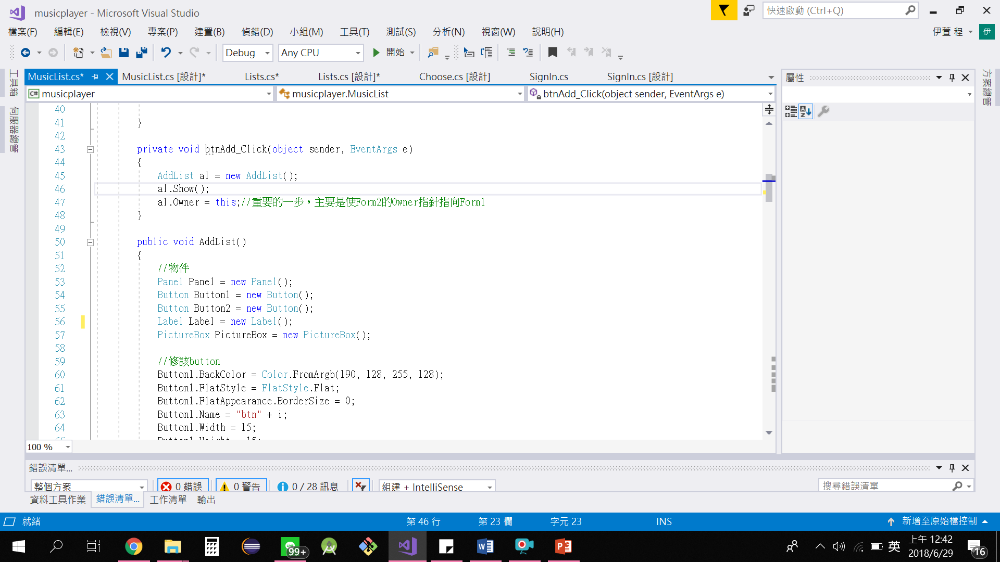 musicplayer - Microsoft Visual Studio
快速啟動 (Ctrl+Q)
檔案(F) 編輯(E) 檢視(V) 專案(P) 建置(B) 偵錯(D) 小組(M) 工具(T) 測試(S) 分析(N) 視窗(W) 說明(H)
伊萱 程
伊
Debug
Any CPU
開始
工具箱
伺服器總管
MusicList.cs*
MusicList.cs [設計]*
Lists.cs*
Lists.cs [設計]*
Choose.cs [設計]
SignIn.cs
SignIn.cs [設計]
屬性
方案總管
C# musicplayer
musicplayer.MusicList
btnAdd_Click(object sender, EventArgs e)
40
41 }
42
43 private void btnAdd_Click(object sender, EventArgs e)
44 {
45 AddList al = new AddList();
46 al.Show();
47 al.Owner = this;//重要的一步，主要是使Form2的Owner指針指向Form1
48 }
49
50 public void AddList()
51 {
52 //物件
53 Panel Panel = new Panel();
54 Button Button1 = new Button();
55 Button Button2 = new Button();
56 Label Label = new Label();
57 PictureBox PictureBox = new PictureBox();
58
59 //修該button
60 Button1.BackColor = Color.FromArgb(190, 128, 255, 128);
61 Button1.FlatStyle = FlatStyle.Flat;
62 Button1.FlatAppearance.BorderSize = 0;
63 Button1.Name = "btn" + i;
64 Button1.Width = 15;
65 Button1.Height = 15;
100 %
錯誤清單...
整個方案
0 錯誤
0 警告
0 / 28 訊息
組建 + IntelliSense
搜尋錯誤清單
資料工具作業 錯誤清單... 工作清單 輸出
就緒
第 46 行
第 23 欄
字元 23
INS
新增至原始檔控制
99+
英
上午 12:42
2018/6/29
16